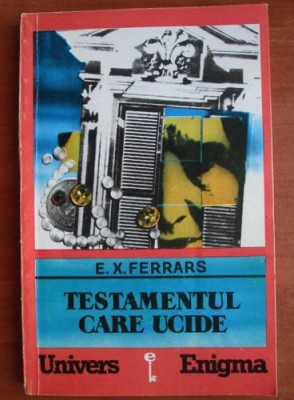 E. X. FERRARS
TESTAMENTUL
CARE UCIDE
Univers e Enigma